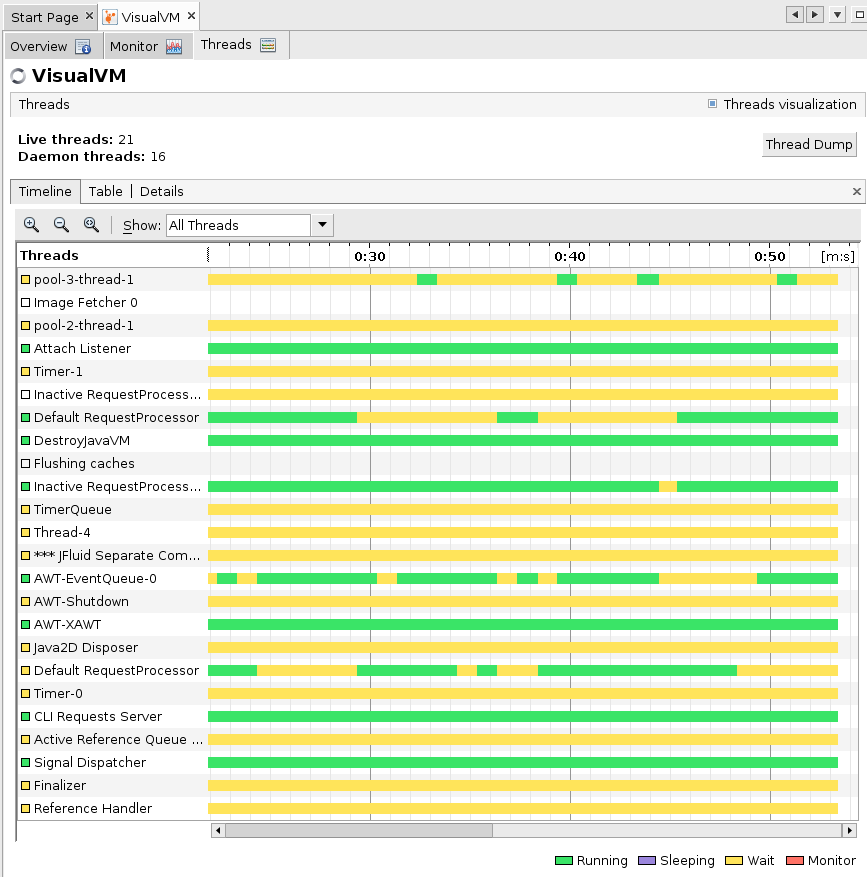 Start Page VisualVM
Overview Monitor Threads
VisualVM
Threads Threads visualization
Live threads: 21
Daemon threads: 16
Thread Dump
Timeline Table Details
Show: All Threads
Threads 0:30 0:40 0:50 [m:s]
pool-3-thread-1
Image Fetcher 0
pool-2-thread-1
Attach Listener
Timer-1
Inactive RequestProcess...
Default RequestProcessor
DestroyJavaVM
Flushing caches
Inactive RequestProcess...
TimerQueue
Thread-4
*** JFluid Separate Com...
AWT-EventQueue-0
AWT-Shutdown
AWT-XAWT
Java2D Disposer
Default RequestProcessor
Timer-0
CLI Requests Server
Active Reference Queue ...
Signal Dispatcher
Finalizer
Reference Handler
Running Sleeping Wait Monitor